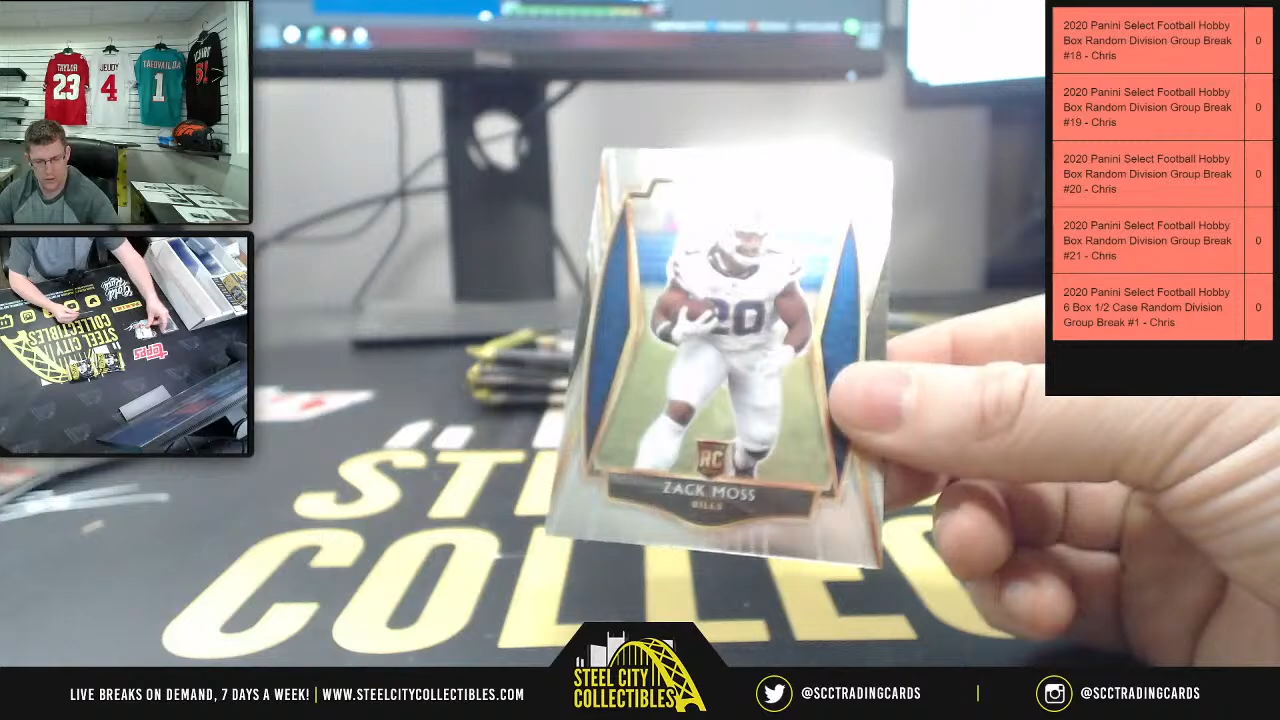 TAYLOR
23
JEUDY
4
TAGOVAILOA
1
2020 Panini Select Football Hobby
Box Random Division Group Break
#18 - Chris
0
2020 Panini Select Football Hobby
Box Random Division Group Break
#19 - Chris
0
2020 Panini Select Football Hobby
Box Random Division Group Break
#20 - Chris
0
2020 Panini Select Football Hobby
Box Random Division Group Break
#21 - Chris
0
2020 Panini Select Football Hobby
6 Box 1/2 Case Random Division
Group Break #1 - Chris
0
STEEL CITY
COLLECTIBLES
topps
20
RC
ZACK MOSS
BILLS
ST
COLLEC
LIVE BREAKS ON DEMAND, 7 DAYS A WEEK! | WWW.STEELCITYCOLLECTIBLES.COM
STEEL CITY
COLLECTIBLES
@SCCTRADINGCARDS
|
@SCCTRADINGCARDS